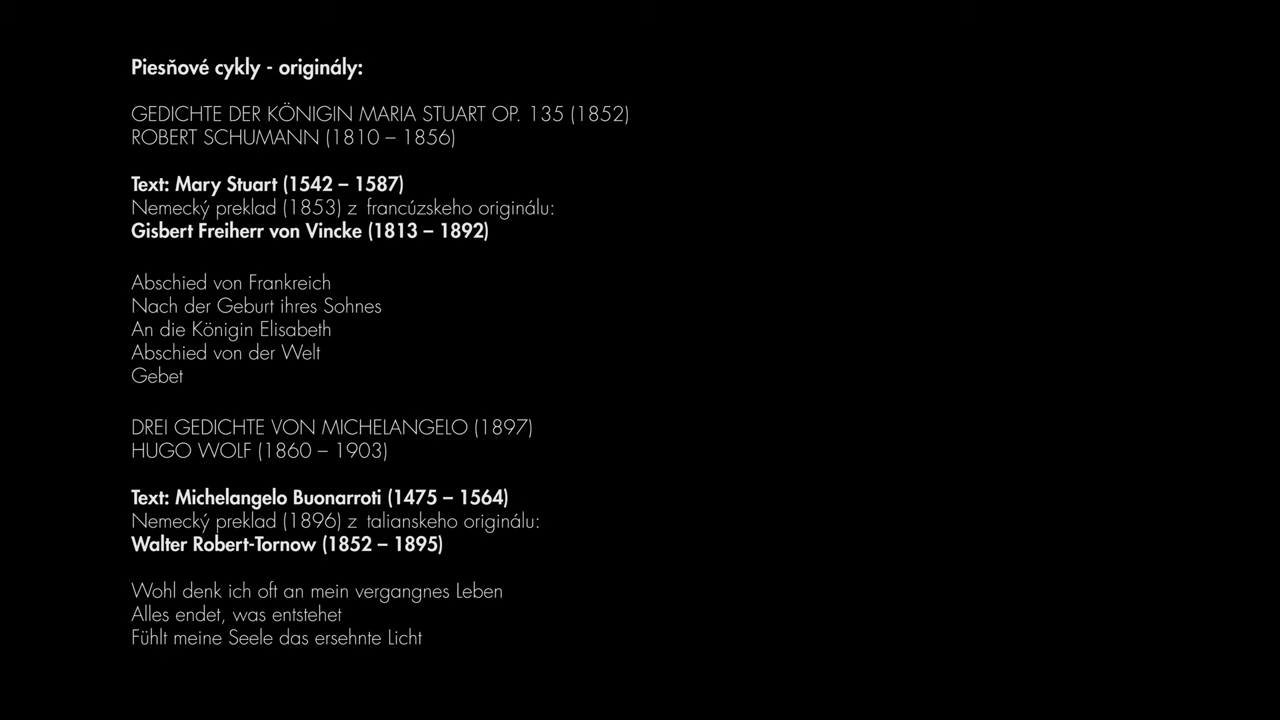 Piesňové cykly - originály:
GEDICHTE DER KÖNIGIN MARIA STUART OP. 135 (1852)
ROBERT SCHUMANN (1810 – 1856)
Text: Mary Stuart (1542 – 1587)
Nemecký preklad (1853) z francúzskeho originálu:
Gisbert Freiherr von Vincke (1813 – 1892)
Abschied von Frankreich
Nach der Geburt ihres Sohnes
An die Königin Elisabeth
Abschied von der Welt
Gebet
DREI GEDICHTE VON MICHELANGELO (1897)
HUGO WOLF (1860 – 1903)
Text: Michelangelo Buonarroti (1475 – 1564)
Nemecký preklad (1896) z talianskeho originálu:
Walter Robert-Tornow (1852 – 1895)
Wohl denk ich oft an mein vergangnes Leben
Alles endet, was entstehet
Fühlt meine Seele das ersehnte Licht